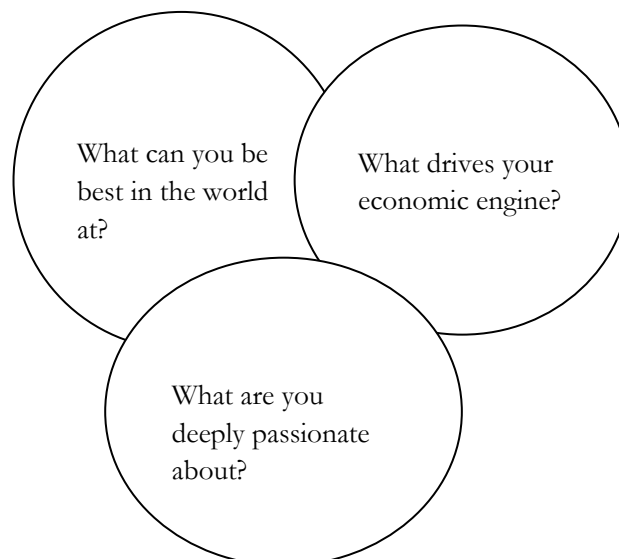 What can you be
best in the world
at?
What drives your
economic engine?
What are you
deeply passionate
about?